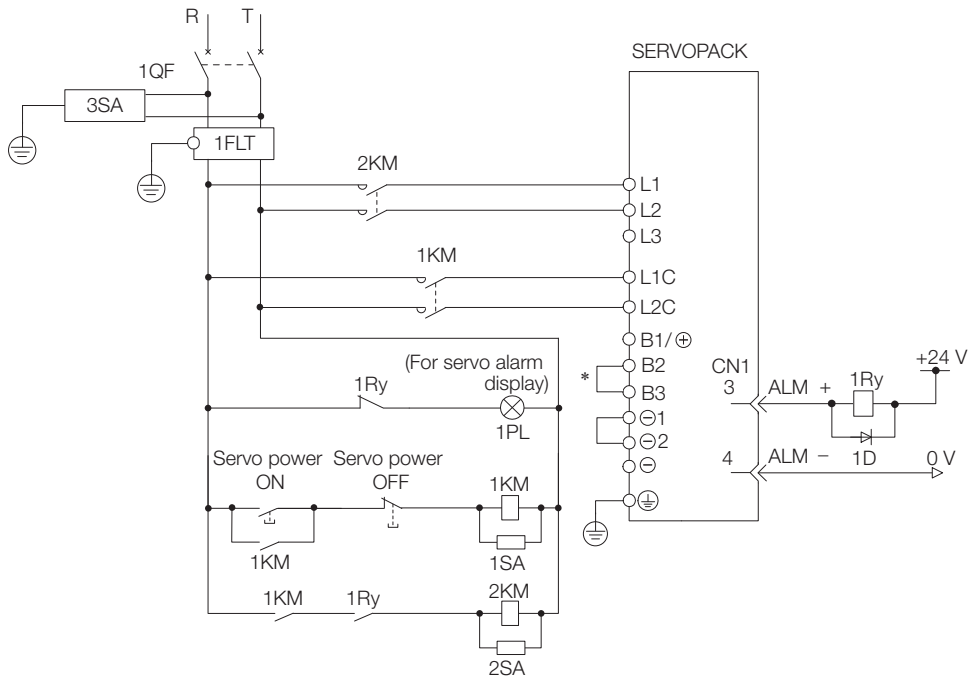 R T
SERVOPACK
1QF
3SA
1FLT
2KM
L1
L2
L3
1KM
L1C
L2C
B1/⊕
(For servo alarm
display)
1Ry
1PL
*
B2
B3
⊖1
⊖2
⊖
CN1
3 ALM +
1Ry
+24 V
1D
4 ALM −
0 V
Servo power
ON
Servo power
OFF
1KM
1KM
1SA
1KM
1Ry
2KM
2SA